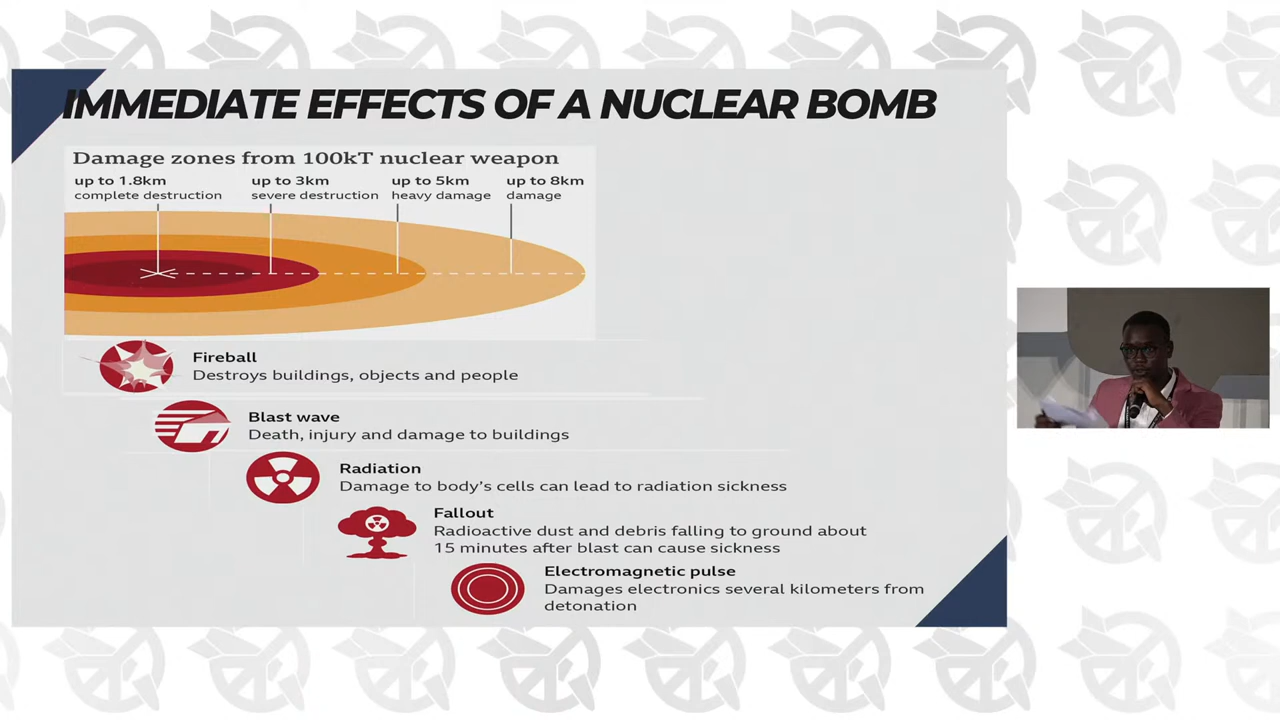 IMMEDIATE EFFECTS OF A NUCLEAR BOMB
Damage zones from 100kT nuclear weapon
up to 1.8km
complete destruction
up to 3km
severe destruction
up to 5km
heavy damage
up to 8km
damage
Fireball
Destroys buildings, objects and people
Blast wave
Death, injury and damage to buildings
Radiation
Damage to body's cells can lead to radiation sickness
Fallout
Radioactive dust and debris falling to ground about
15 minutes after blast can cause sickness
Electromagnetic pulse
Damages electronics several kilometers from
detonation